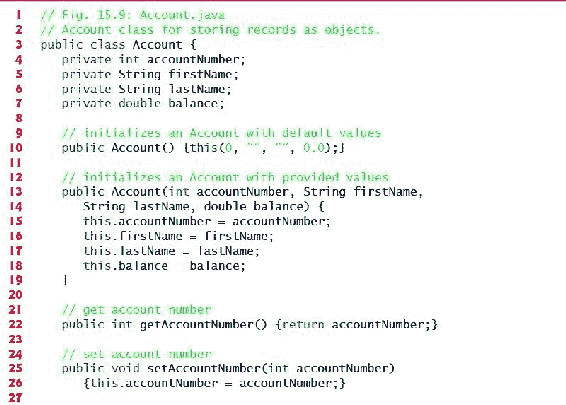 1 // Fig. 15.9: Account.java
2 // Account class for storing records as objects.
3 public class Account {
4 private int accountNumber;
5 private String firstName;
6 private String lastName;
7 private double balance;
8
9 // initializes an Account with default values
10 public Account() {this(0, "", "", 0.0);}
11
12 // initializes an Account with provided values
13 public Account(int accountNumber, String firstName,
14 String lastName, double balance) {
15 this.accountNumber = accountNumber;
16 this.firstName = firstName;
17 this.lastName = lastName;
18 this.balance = balance;
19 }
20
21 // get account number
22 public int getAccountNumber() {return accountNumber;}
23
24 // set account number
25 public void setAccountNumber(int accountNumber)
26 {this.accountNumber = accountNumber;}
27